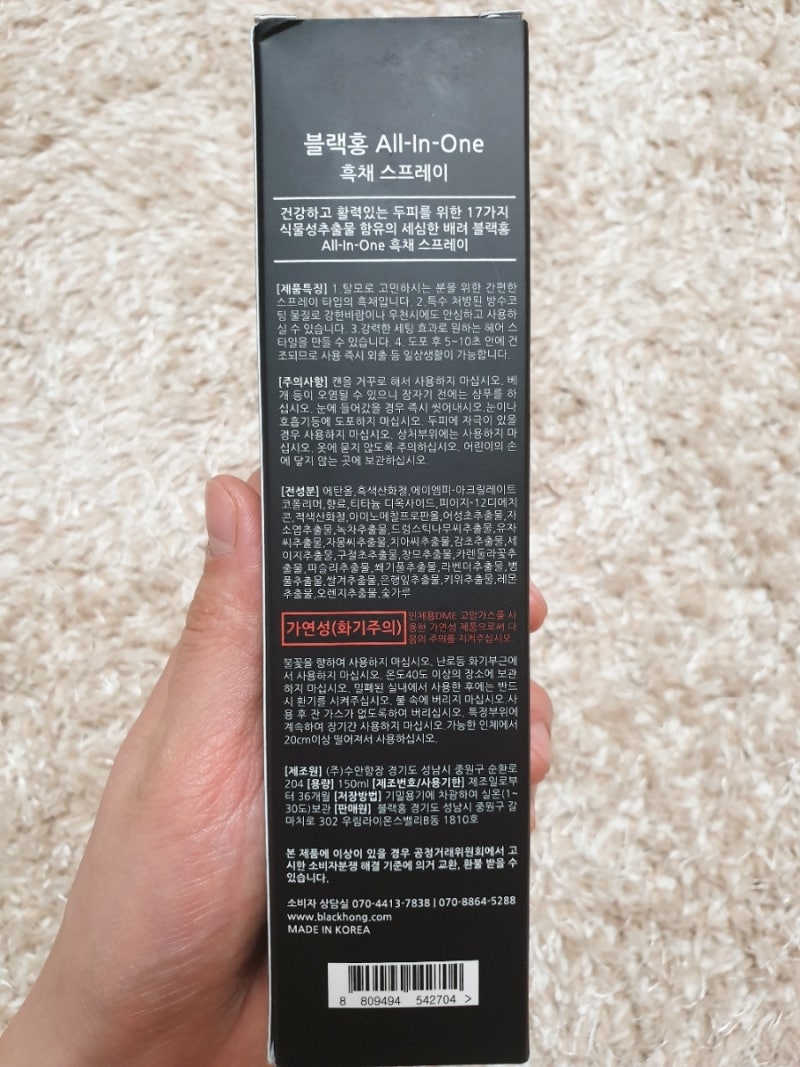 블랙홍 All-In-One
흑채 스프레이
건강하고 활력있는 두피를 위한 17가지
식물성추출물 함유의 세심한 배려 블랙홍
All-In-One 흑채 스프레이
[제품특징] 1.탈모로 고민하시는 분을 위한 간편한
스프레이 타입의 흑채입니다. 2.특수 처방된 방수코
팅 물질로 강한바람이나 우천시에도 안심하고 사용하
실 수 있습니다. 3.강력한 세팅 효과로 원하는 헤어 스
타일을 만들 수 있습니다. 4. 도포 후 5~10초 안에 건
조되므로 사용 즉시 외출 등 일상생활이 가능합니다.
[주의사항] 캔을 거꾸로 해서 사용하지 마십시오. 베
개 등이 오염될 수 있으니 잠자기 전에는 샴푸를 하
십시오. 눈에 들어갔을 경우 즉시 씻어내시오.눈이나
호흡기등에 도포하지 마십시오. 두피에 자극이 있을
경우 사용하지 마십시오. 상처부위에는 사용하지 마
십시오. 옷에 묻지 않도록 주의하십시오. 어린이의 손
에 닿지 않는 곳에 보관하십시오.
[전성분] 에탄올,흑색산화철,에이엠피-아크릴레이트
코폴리머,향료,티타늄 디옥사이드,피이지-12디메치
콘,적색산화철,아미노메칠프로판올,어성초추출물,자
소엽추출물,녹차추출물,드럼스틱나무씨추출물,유자
씨추출물,자몽씨추출물,치아씨추출물,감초추출물,세
이지추출물,구절초추출물,창모추출물,카렌둘라꽃추
출물,파슬리추출물,쐐기풀추출물,라벤더추출물,병
풀추출물,쌀겨추출물,은행잎추출물,키위추출물,레몬
추출물,오렌지추출물,숯가루
가연성(화기주의)
인체용DME 고압가스를 사
용한 가연성 제품으로써 다
음의 주의를 지켜주십시오.
불꽃을 향하여 사용하지 마십시오. 난로등 화기부근에
서 사용하지 마십시오. 온도40도 이상의 장소에 보관
하지 마십시오. 밀폐된 실내에서 사용한 후에는 반드
시 환기를 시켜주십시오. 불 속에 버리지 마십시오.사
용 후 잔 가스가 없도록하여 버리십시오. 특정부위에
계속하여 장기간 사용하지 마십시오.가능한 인체에서
20cm이상 떨어져서 사용하십시오.
[제조원] (주)수안향장 경기도 성남시 중원구 순환로
204 [용량] 150ml [제조번호/사용기한] 제조일로부
터 36개월 [저장방법] 기밀용기에 차광하여 실온(1~
30도)보관 [판매원] 블랙홍 경기도 성남시 중원구 갈
마치로 302 우림라이온스밸리B동 1810호
본 제품에 이상이 있을 경우 공정거래위원회에서 고
시한 소비자분쟁 해결 기준에 의거 교환, 환불 받을 수
있습니다.
소비자 상담실 070-4413-7838 | 070-8864-5288
www.blackhong.com
MADE IN KOREA
8 809494 542704 >